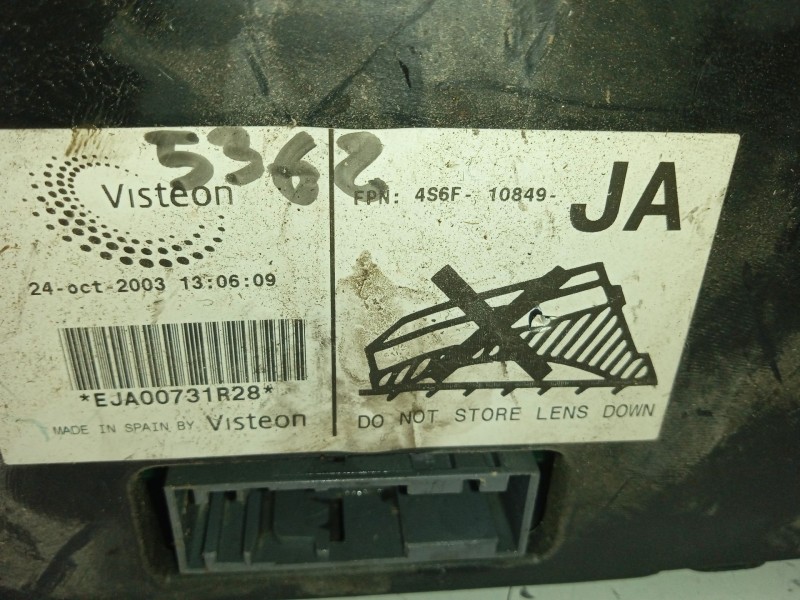 5362
Visteon
24-oct-2003 13:06:09
*EJA00731R28*
MADE IN SPAIN BY Visteon
FPN: 4S6F- 10849- JA
DO NOT STORE LENS DOWN